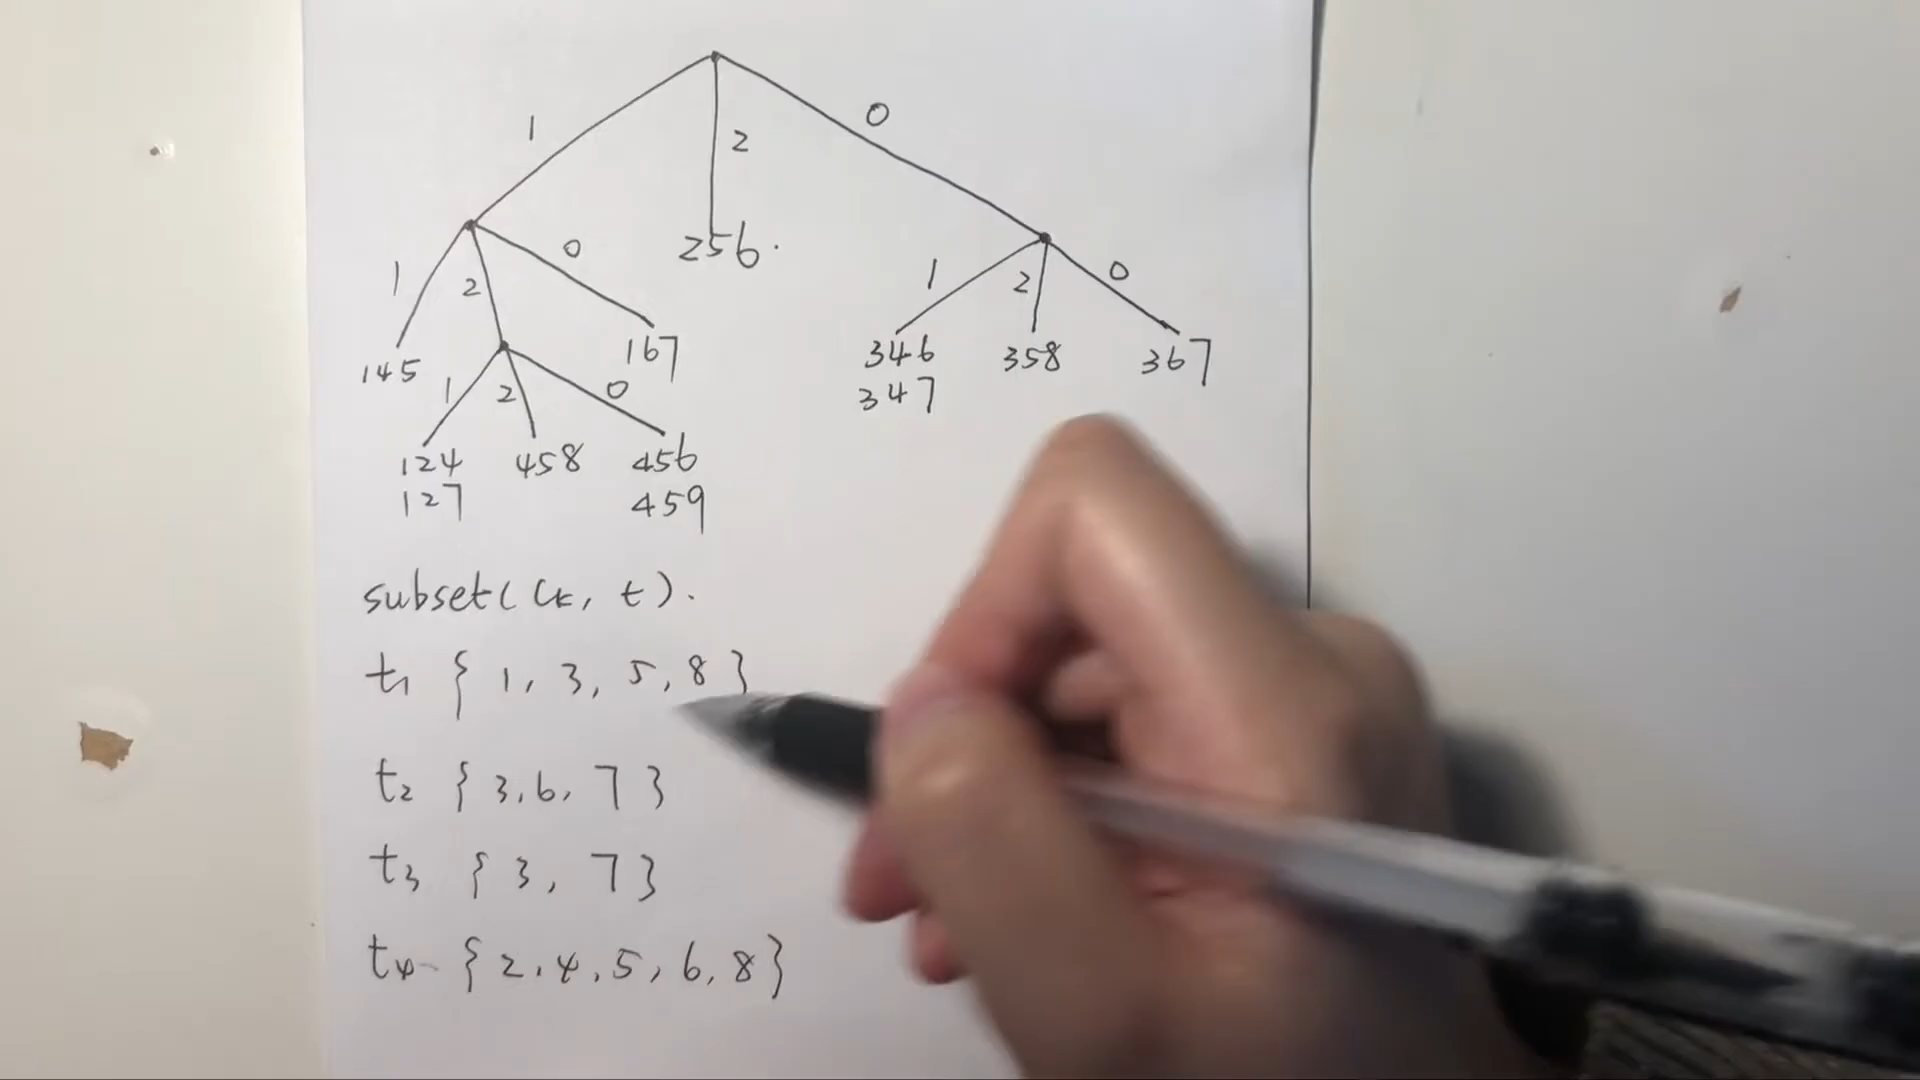 1 2 0
256.
1 2 0 1 2 0
145 167 346 358 367
347
1 2 0
124 458 456
127 459
subset(Ck, t).
t1 { 1, 3, 5, 8 }
t2 { 3, 6, 7 }
t3 { 3, 7 }
t4 { 2, 4, 5, 6, 8 }